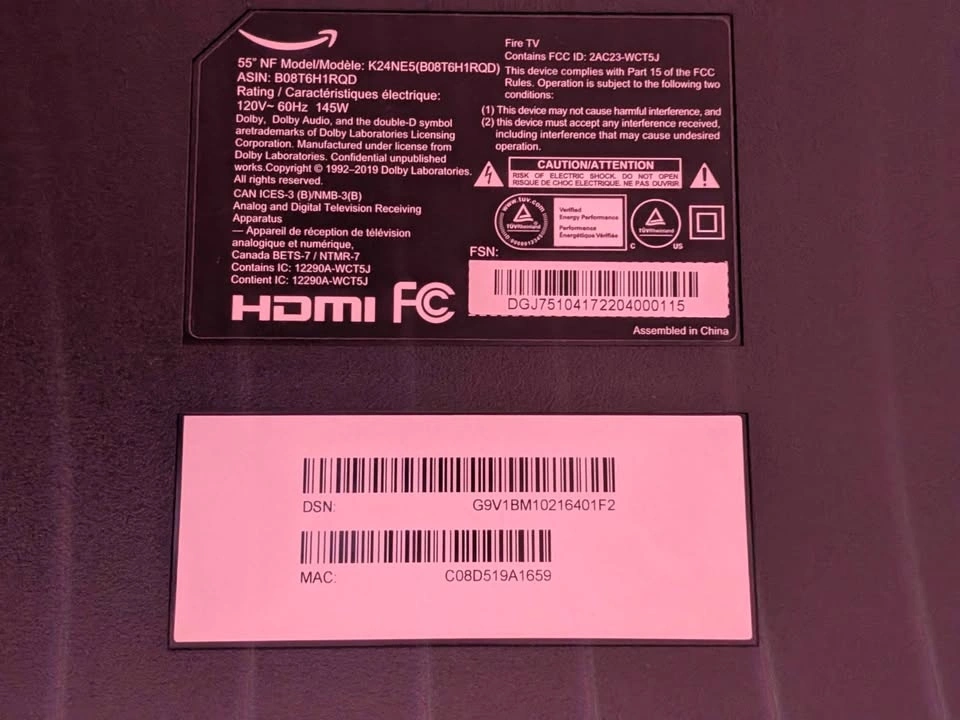 55" NF Model/Modèle: K24NE5(B08T6H1RQD)
ASIN: B08T6H1RQD
Rating / Caractéristiques électrique:
120V~ 60Hz 145W
Dolby, Dolby Audio, and the double-D symbol
aretrademarks of Dolby Laboratories Licensing
Corporation. Manufactured under license from
Dolby Laboratories. Confidential unpublished
works.Copyright © 1992–2019 Dolby Laboratories.
All rights reserved.
CAN ICES-3 (B)/NMB-3(B)
Analog and Digital Television Receiving
Apparatus
— Appareil de réception de télévision
analogique et numérique,
Canada BETS-7 / NTMR-7
Contains IC: 12290A-WCT5J
Contient IC: 12290A-WCT5J
HDMI FC
Fire TV
Contains FCC ID: 2AC23-WCT5J
This device complies with Part 15 of the FCC
Rules. Operation is subject to the following two
conditions:
(1) This device may not cause harmful interference, and
(2) this device must accept any interference received,
including interference that may cause undesired
operation.
CAUTION/ATTENTION
RISK OF ELECTRIC SHOCK. DO NOT OPEN
RISQUE DE CHOC ELECTRIQUE. NE PAS OUVRIR
www.tuv.com
TÜVRheinland
Verified
Energy Performance
Performance
Énergétique Vérifiée
TÜVRheinland
C US
FSN:
DGJ75104172204000115
Assembled in China
DSN: G9V1BM10216401F2
MAC: C08D519A1659